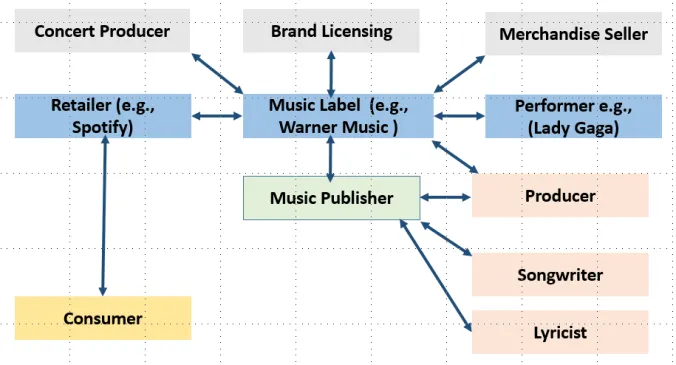 Concert Producer
Brand Licensing
Merchandise Seller
Retailer (e.g.,
Spotify)
Music Label  (e.g.,
Warner Music )
Performer e.g.,
(Lady Gaga)
Music Publisher
Producer
Songwriter
Consumer
Lyricist